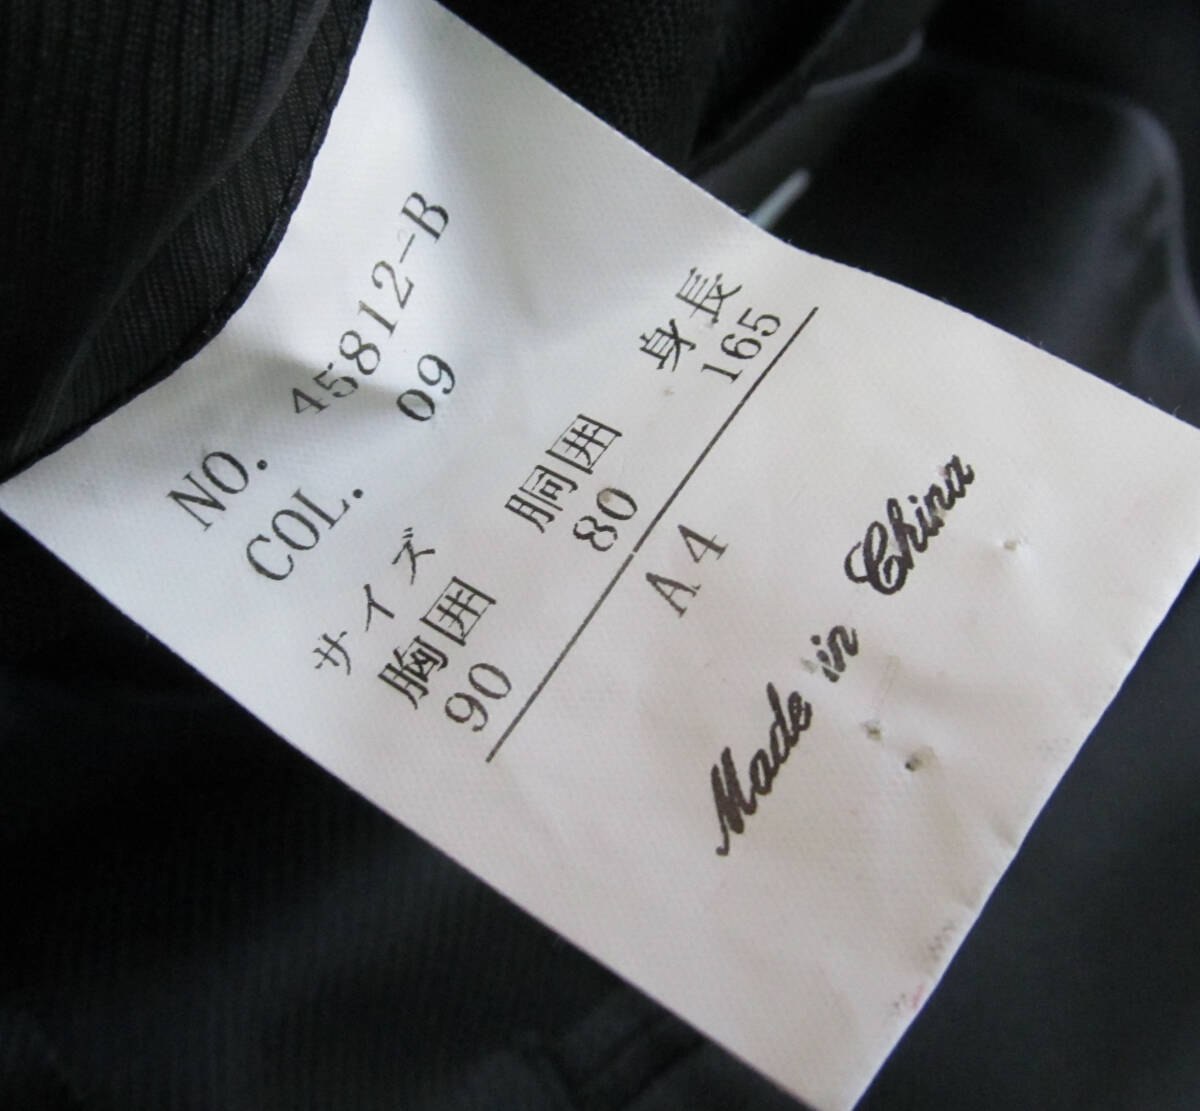 NO. 45812-B
COL. 09
サイズ
胸囲 胴囲 身長
90 80 165
A4
Made in China